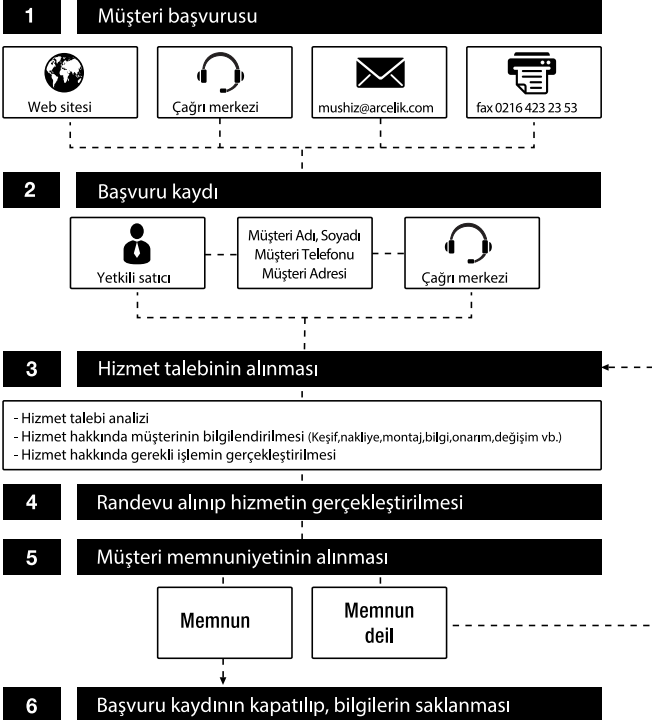 1 Müşteri başvurusu
Web sitesi
Çağrı merkezi
mushiz@arcelik.com
fax 0216 423 23 53
2 Başvuru kaydı
Yetkili satıcı
Müşteri Adı, Soyadı
Müşteri Telefonu
Müşteri Adresi
Çağrı merkezi
3 Hizmet talebinin alınması
- Hizmet talebi analizi
- Hizmet hakkında müşterinin bilgilendirilmesi (Keşif,nakliye,montaj,bilgi,onarım,değişim vb.)
- Hizmet hakkında gerekli işlemin gerçekleştirilmesi
4 Randevu alınıp hizmetin gerçekleştirilmesi
5 Müşteri memnuniyetinin alınması
Memnun
Memnun
deil
6 Başvuru kaydının kapatılıp, bilgilerin saklanması